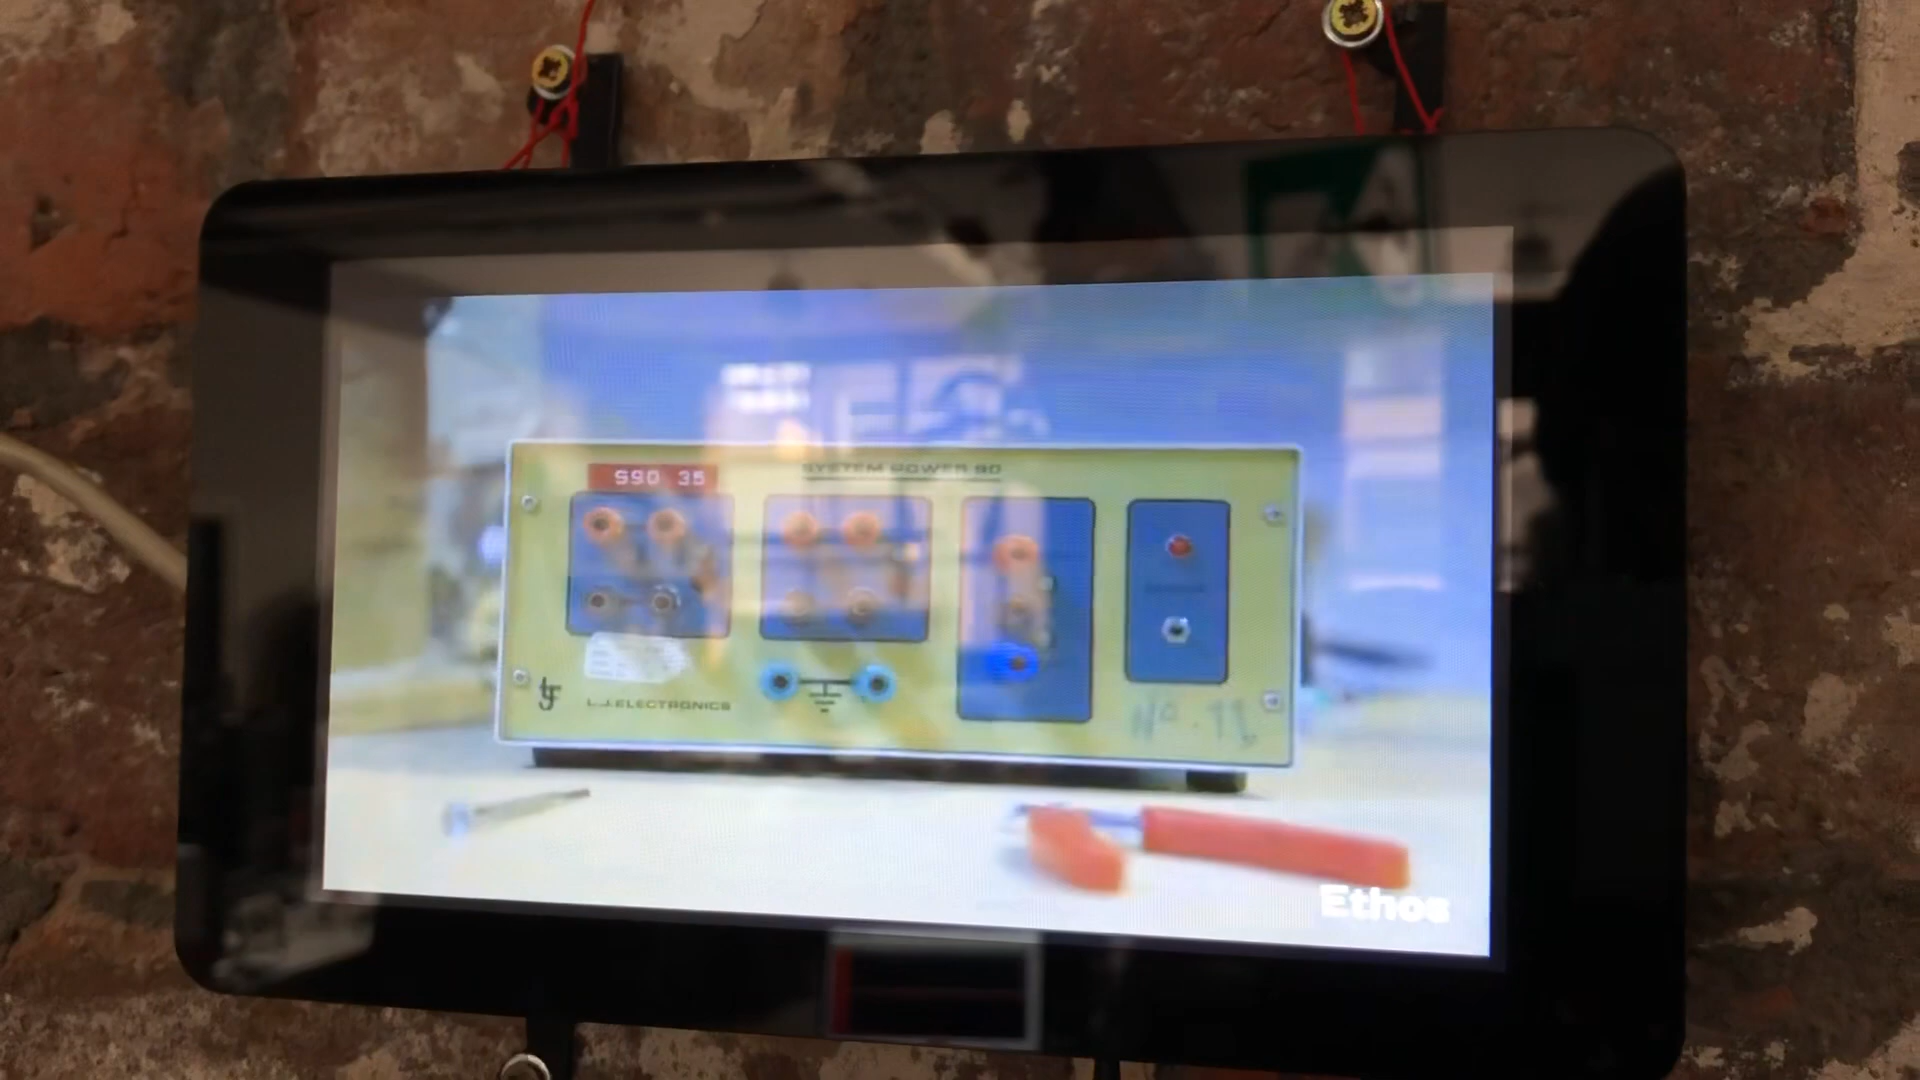 S90 35
SYSTEM POWER 90
L.J.ELECTRONICS
No. 11
Ethos